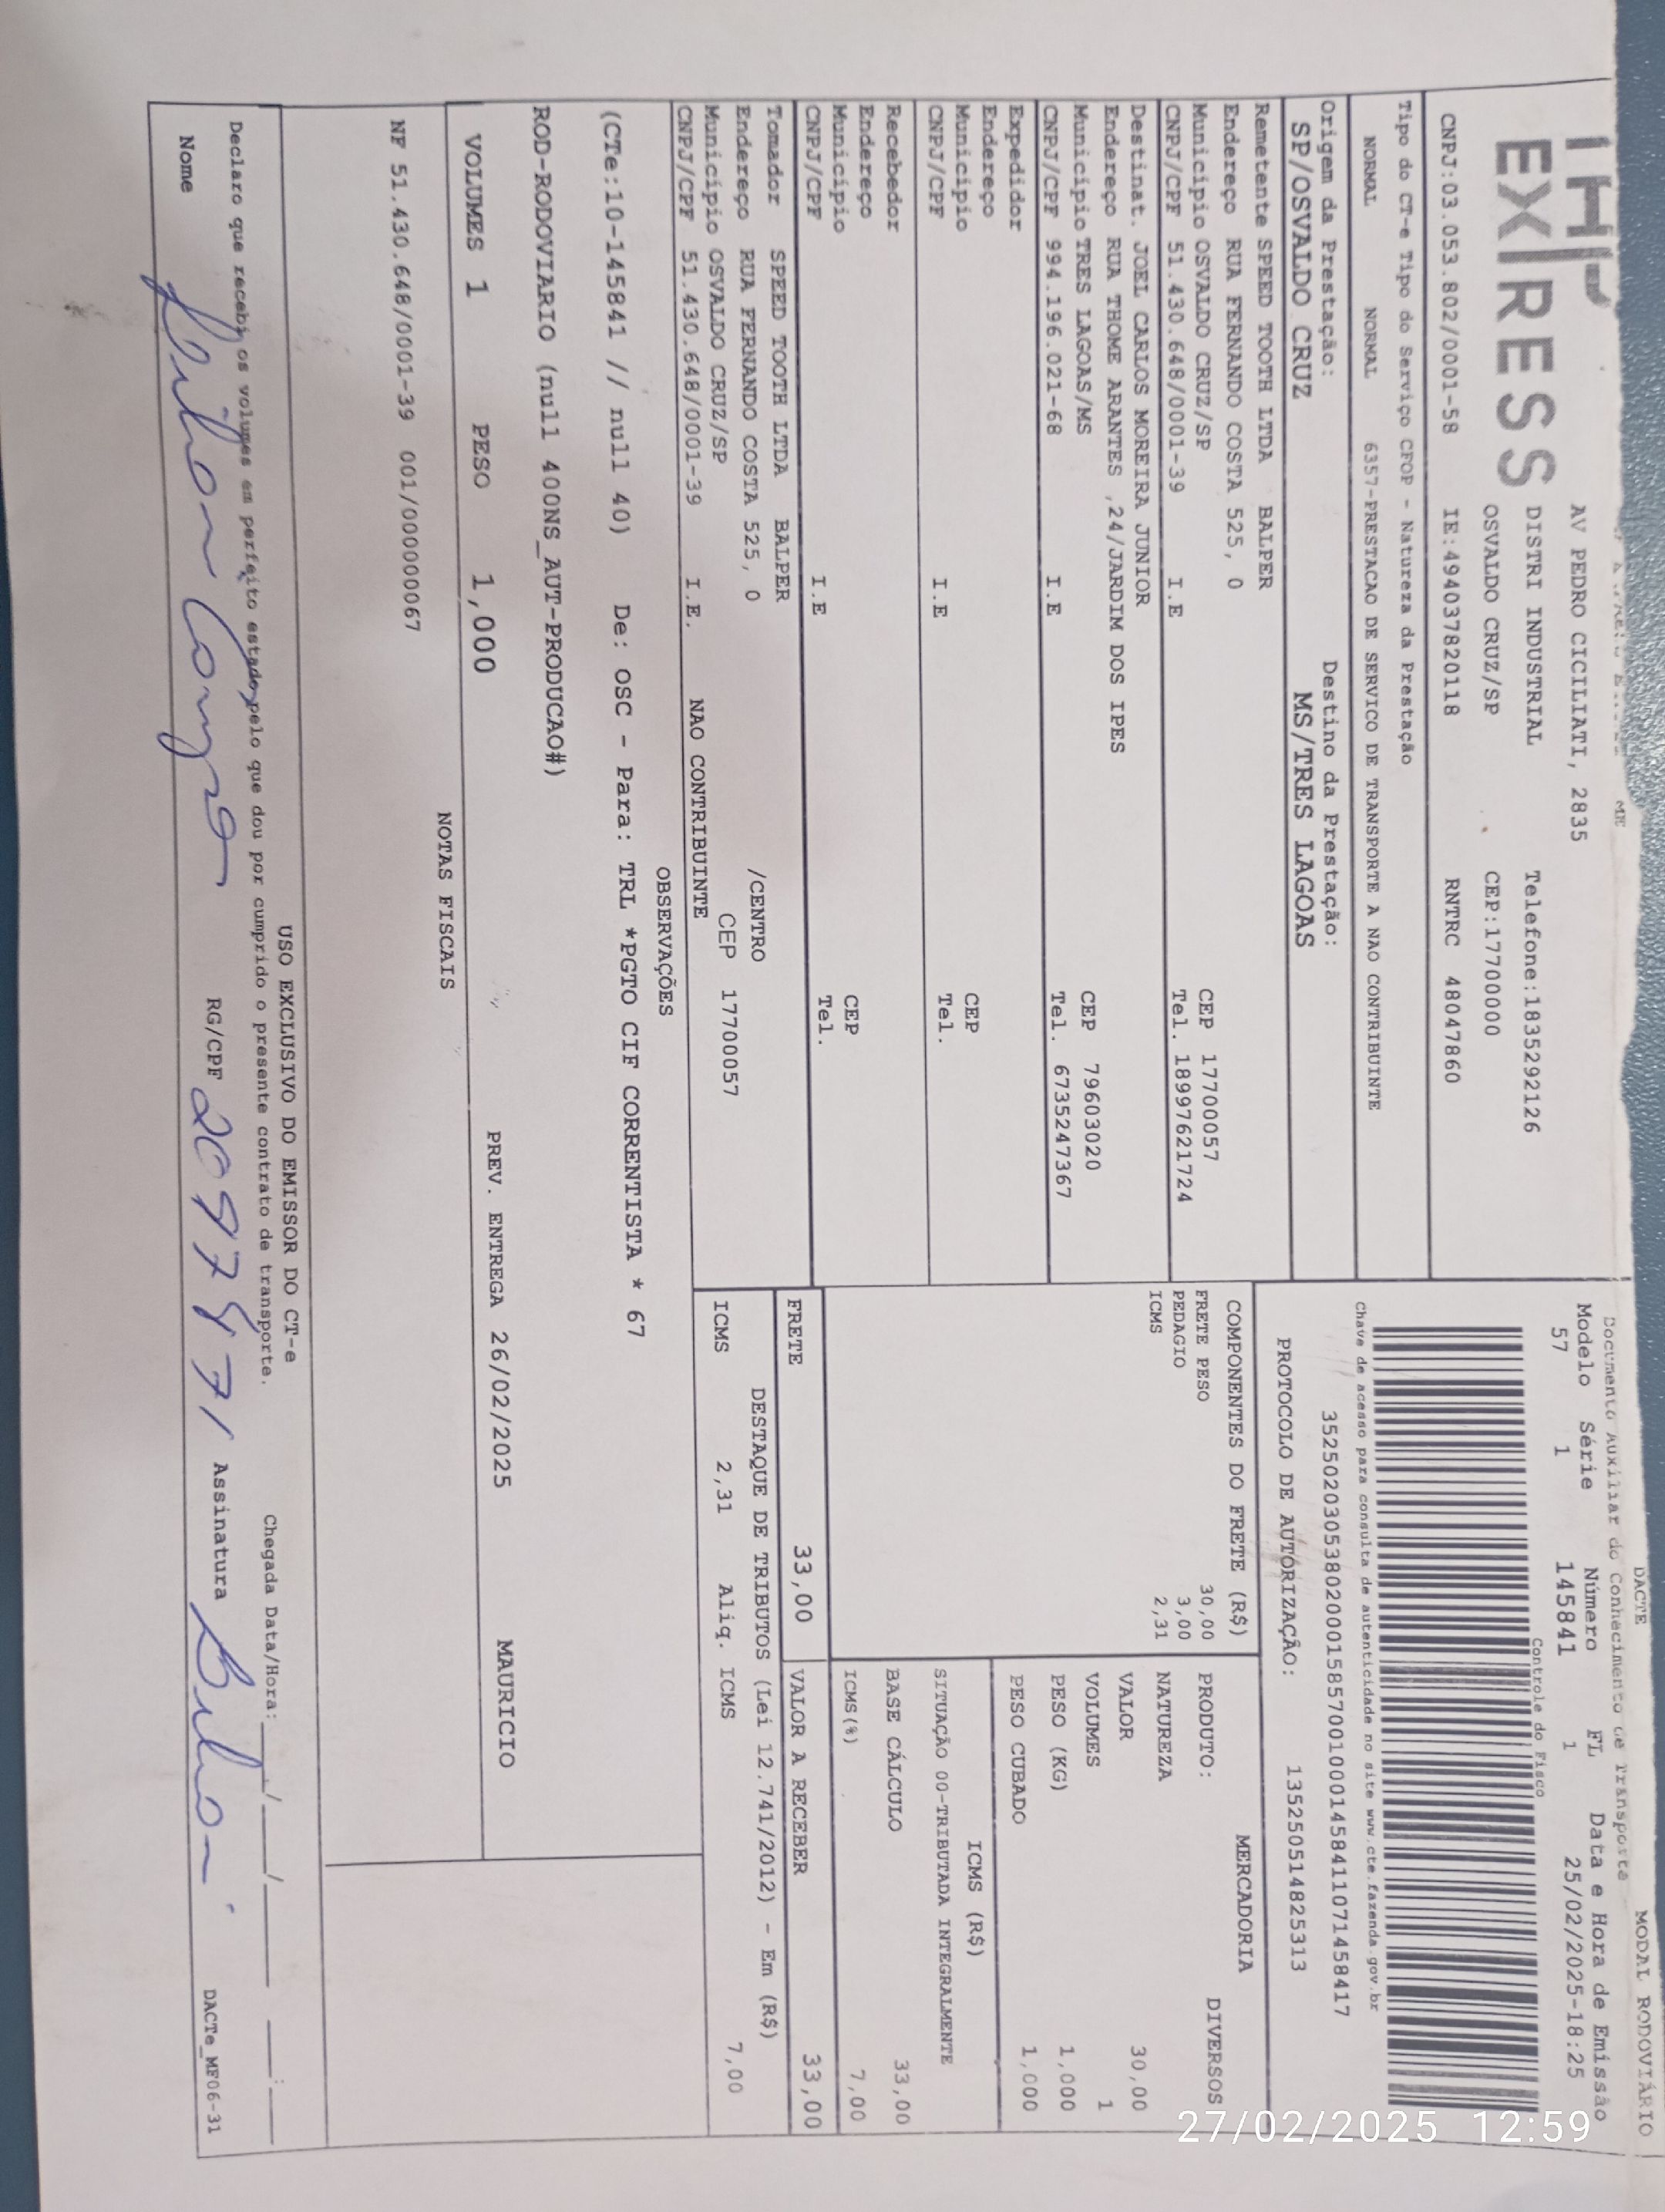 EXPRESS
ME
AV PEDRO CICILIATI, 2835
DISTRI INDUSTRIAL Telefone:1835292126
OSVALDO CRUZ/SP CEP:17700000
CNPJ:03.053.802/0001-58 IE:494037820118 RNTRC 48047860
DACTE MODAL RODOVIÁRIO
Documento Auxiliar do Conhecimento de Transporte
Modelo Série Número FL Data e Hora de Emissão
57 1 145841 1 25/02/2025-18:25
Controle do Fisco
Tipo do CT-e Tipo do Serviço CFOP - Natureza da Prestação
NORMAL NORMAL 6357-PRESTACAO DE SERVICO DE TRANSPORTE A NAO CONTRIBUINTE
Chave de acesso para consulta de autenticidade no site www.cte.fazenda.gov.br
35250203053802000158570010001458411071458417
Origem da Prestação: Destino da Prestação:
SP/OSVALDO CRUZ MS/TRES LAGOAS
PROTOCOLO DE AUTORIZAÇÃO: 135250514825313
Remetente SPEED TOOTH LTDA BALPER
Endereço RUA FERNANDO COSTA 525, 0
Município OSVALDO CRUZ/SP CEP 17700057
CNPJ/CPF 51.430.648/0001-39 I.E Tel. 18997621724
Destinat. JOEL CARLOS MOREIRA JUNIOR
Endereço RUA THOME ARANTES ,24/JARDIM DOS IPES
Município TRES LAGOAS/MS CEP 79603020
CNPJ/CPF 994.196.021-68 I.E Tel. 6735247367
Expedidor
Endereço
Município CEP
CNPJ/CPF I.E Tel.
Recebedor
Endereço
Município CEP
CNPJ/CPF I.E Tel.
Tomador SPEED TOOTH LTDA BALPER
Endereço RUA FERNANDO COSTA 525, 0 /CENTRO
Município OSVALDO CRUZ/SP CEP 17700057
CNPJ/CPF 51.430.648/0001-39 I.E. NAO CONTRIBUINTE
COMPONENTES DO FRETE (R$)
FRETE PESO 30,00
PEDAGIO 3,00
ICMS 2,31
MERCADORIA
PRODUTO: DIVERSOS
NATUREZA
VALOR 30,00
VOLUMES 1
PESO (KG) 1,000
PESO CUBADO 1,000
ICMS (R$)
SITUAÇÃO 00-TRIBUTADA INTEGRALMENTE
BASE CÁLCULO 33,00
ICMS(%) 7,00
FRETE 33,00 VALOR A RECEBER 33,00
DESTAQUE DE TRIBUTOS (Lei 12.741/2012) - Em (R$)
ICMS 2,31 Aliq. ICMS 7,00
OBSERVAÇÕES
(CTe:10-145841 // null 40) De: OSC - Para: TRL *PGTO CIF CORRENTISTA * 67
ROD-RODOVIARIO (null 400NS_AUT-PRODUCAO#)
VOLUMES 1 PESO 1,000 PREV. ENTREGA 26/02/2025 MAURICIO
NOTAS FISCAIS
NF 51.430.648/0001-39 001/000000067
USO EXCLUSIVO DO EMISSOR DO CT-e
Declaro que recebi os volumes em perfeito estado pelo que dou por cumprido o presente contrato de transporte. Chegada Data/Hora:___/___/______ ___:___
Nome RG/CPF Assinatura DACTe_MF06-31
27/02/2025 12:59